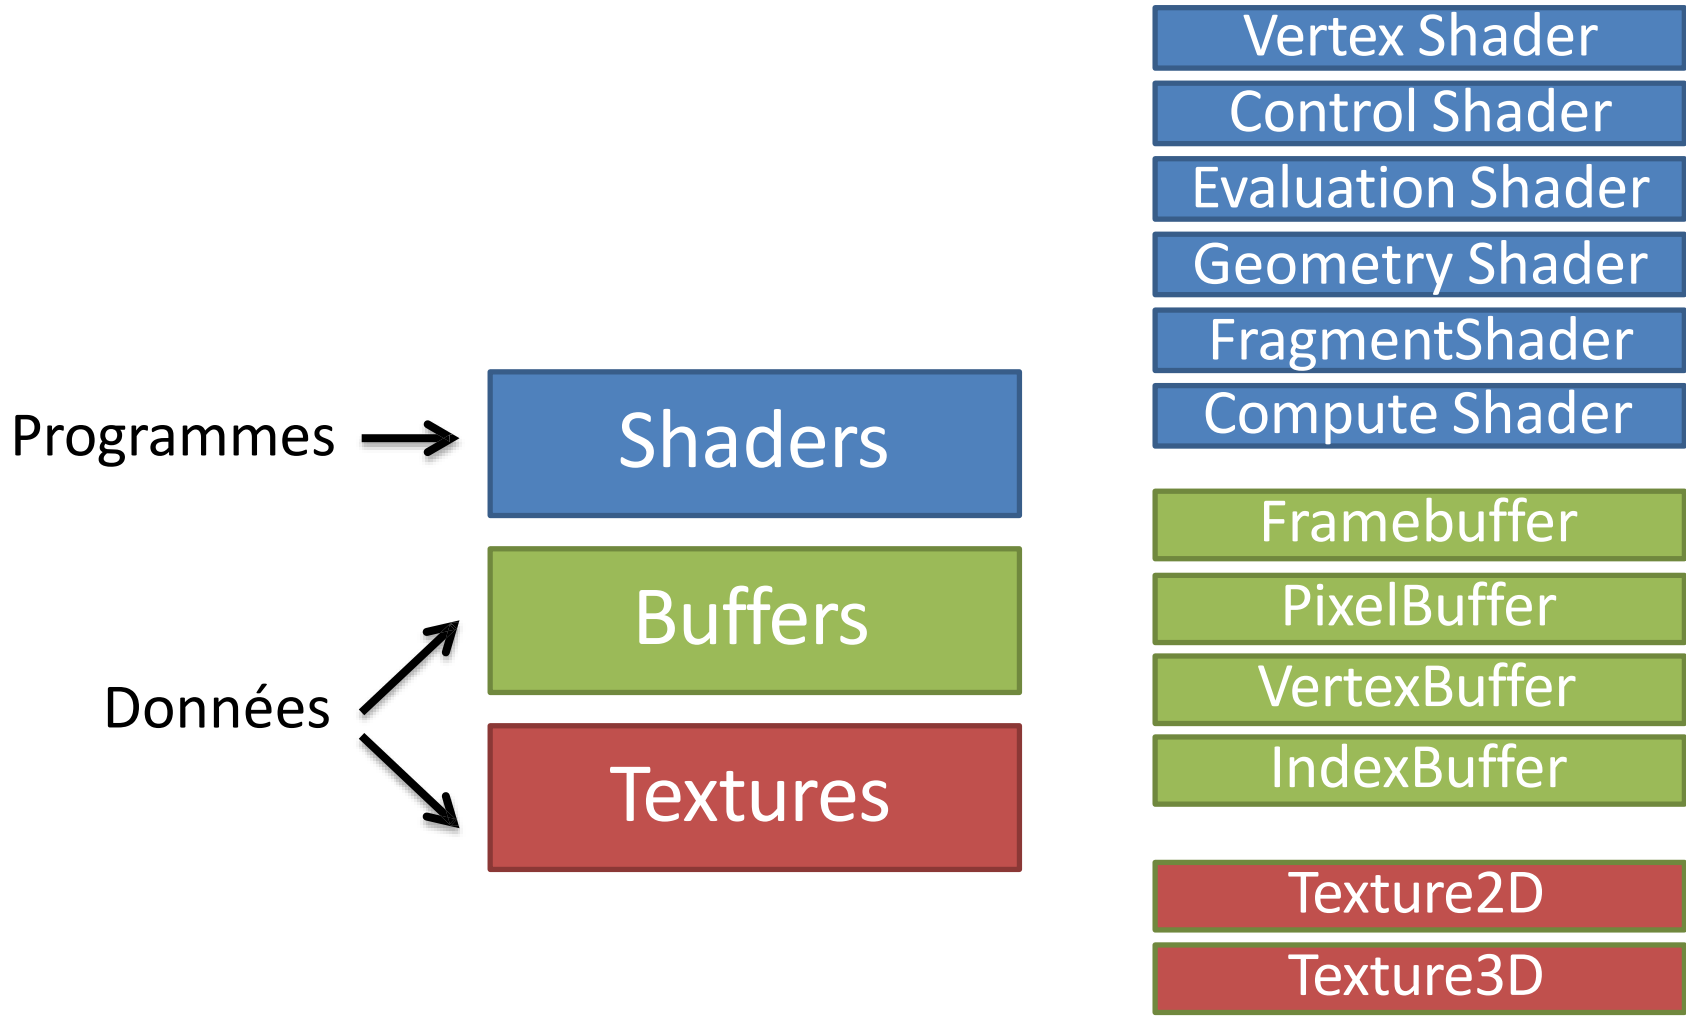 Programmes
Données
Shaders
Buffers
Textures
Vertex Shader
Control Shader
Evaluation Shader
Geometry Shader
FragmentShader
Compute Shader
Framebuffer
PixelBuffer
VertexBuffer
IndexBuffer
Texture2D
Texture3D